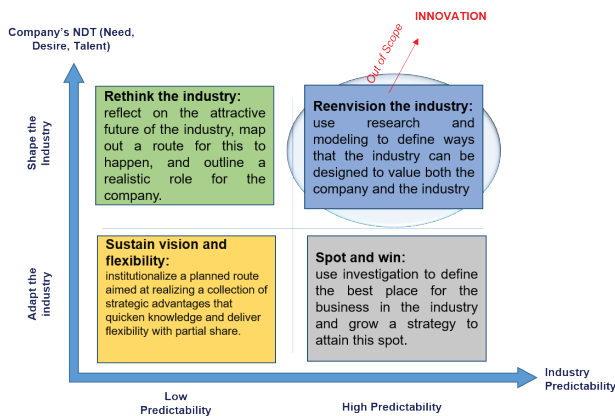 Company's NDT (Need,
Desire, Talent)
INNOVATION
Out of Scope
Shape the
Industry
Rethink the industry:
reflect on the attractive
future of the industry, map
out a route for this to
happen, and outline a
realistic role for the
company.
Reenvision the industry:
use research and
modeling to define ways
that the industry can be
designed to value both the
company and the industry
Adapt the
industry
Sustain vision and
flexibility:
institutionalize a planned route
aimed at realizing a collection of
strategic advantages that
quicken knowledge and deliver
flexibility with partial share.
Spot and win:
use investigation to define
the best place for the
business in the industry
and grow a strategy to
attain this spot.
Industry
Predictability
Low
Predictability
High Predictability